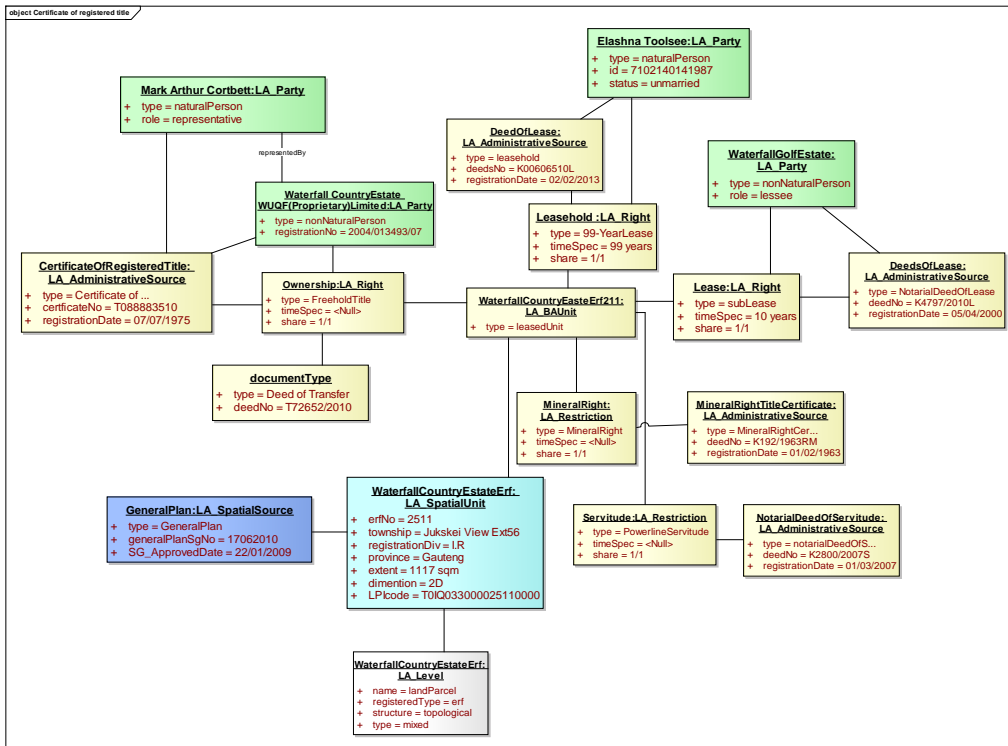 object Certificate of registered title
Elashna Toolsee:LA_Party
+ type = naturalPerson
+ id = 7102140141987
+ status = unmarried
Mark Arthur Cortbett:LA_Party
+ type = naturalPerson
+ role = representative
DeedOfLease:
LA_AdministrativeSource
+ type = leasehold
+ deedsNo = K00606510L
+ registrationDate = 02/02/2013
WaterfallGolfEstate:
LA_Party
+ type = nonNaturalPerson
+ role = lessee
representedBy
Waterfall CountryEstate
WUQF(Proprietary)Limited:LA_Party
+ type = nonNaturalPerson
+ registrationNo = 2004/013493/07
Leasehold :LA_Right
+ type = 99-YearLease
+ timeSpec = 99 years
+ share = 1/1
CertificateOfRegisteredTitle:
LA_AdministrativeSource
+ type = Certificate of ...
+ certficateNo = T088883510
+ registrationDate = 07/07/1975
Ownership:LA_Right
+ type = FreeholdTitle
+ timeSpec = <Null>
+ share = 1/1
WaterfallCountryEasteErf211:
LA_BAUnit
+ type = leasedUnit
Lease:LA_Right
+ type = subLease
+ timeSpec = 10 years
+ share = 1/1
DeedsOfLease:
LA_AdministrativeSource
+ type = NotarialDeedOfLease
+ deedNo = K4797/2010L
+ registrationDate = 05/04/2000
documentType
+ type = Deed of Transfer
+ deedNo = T72652/2010
MineralRight:
LA_Restriction
+ type = MineralRight
+ timeSpec = <Null>
+ share = 1/1
MineralRightTitleCertificate:
LA_AdministrativeSource
+ type = MineralRightCer...
+ deedNo = K192/1963RM
+ registrationDate = 01/02/1963
GeneralPlan:LA_SpatialSource
+ type = GeneralPlan
+ generalPlanSgNo = 17062010
+ SG_ApprovedDate = 22/01/2009
WaterfallCountryEstateErf:
LA_SpatialUnit
+ erfNo = 2511
+ township = Jukskei View Ext56
+ registrationDiv = I.R
+ province = Gauteng
+ extent = 1117 sqm
+ dimention = 2D
+ LPIcode = T0IQ033000025110000
Servitude:LA_Restriction
+ type = PowerlineServitude
+ timeSpec = <Null>
+ share = 1/1
NotarialDeedOfServitude:
LA_AdministrativeSource
+ type = notarialDeedOfS...
+ deedNo = K2800/2007S
+ registrationDate = 01/03/2007
WaterfallCountryEstateErf:
LA_Level
+ name = landParcel
+ registeredType = erf
+ structure = topological
+ type = mixed